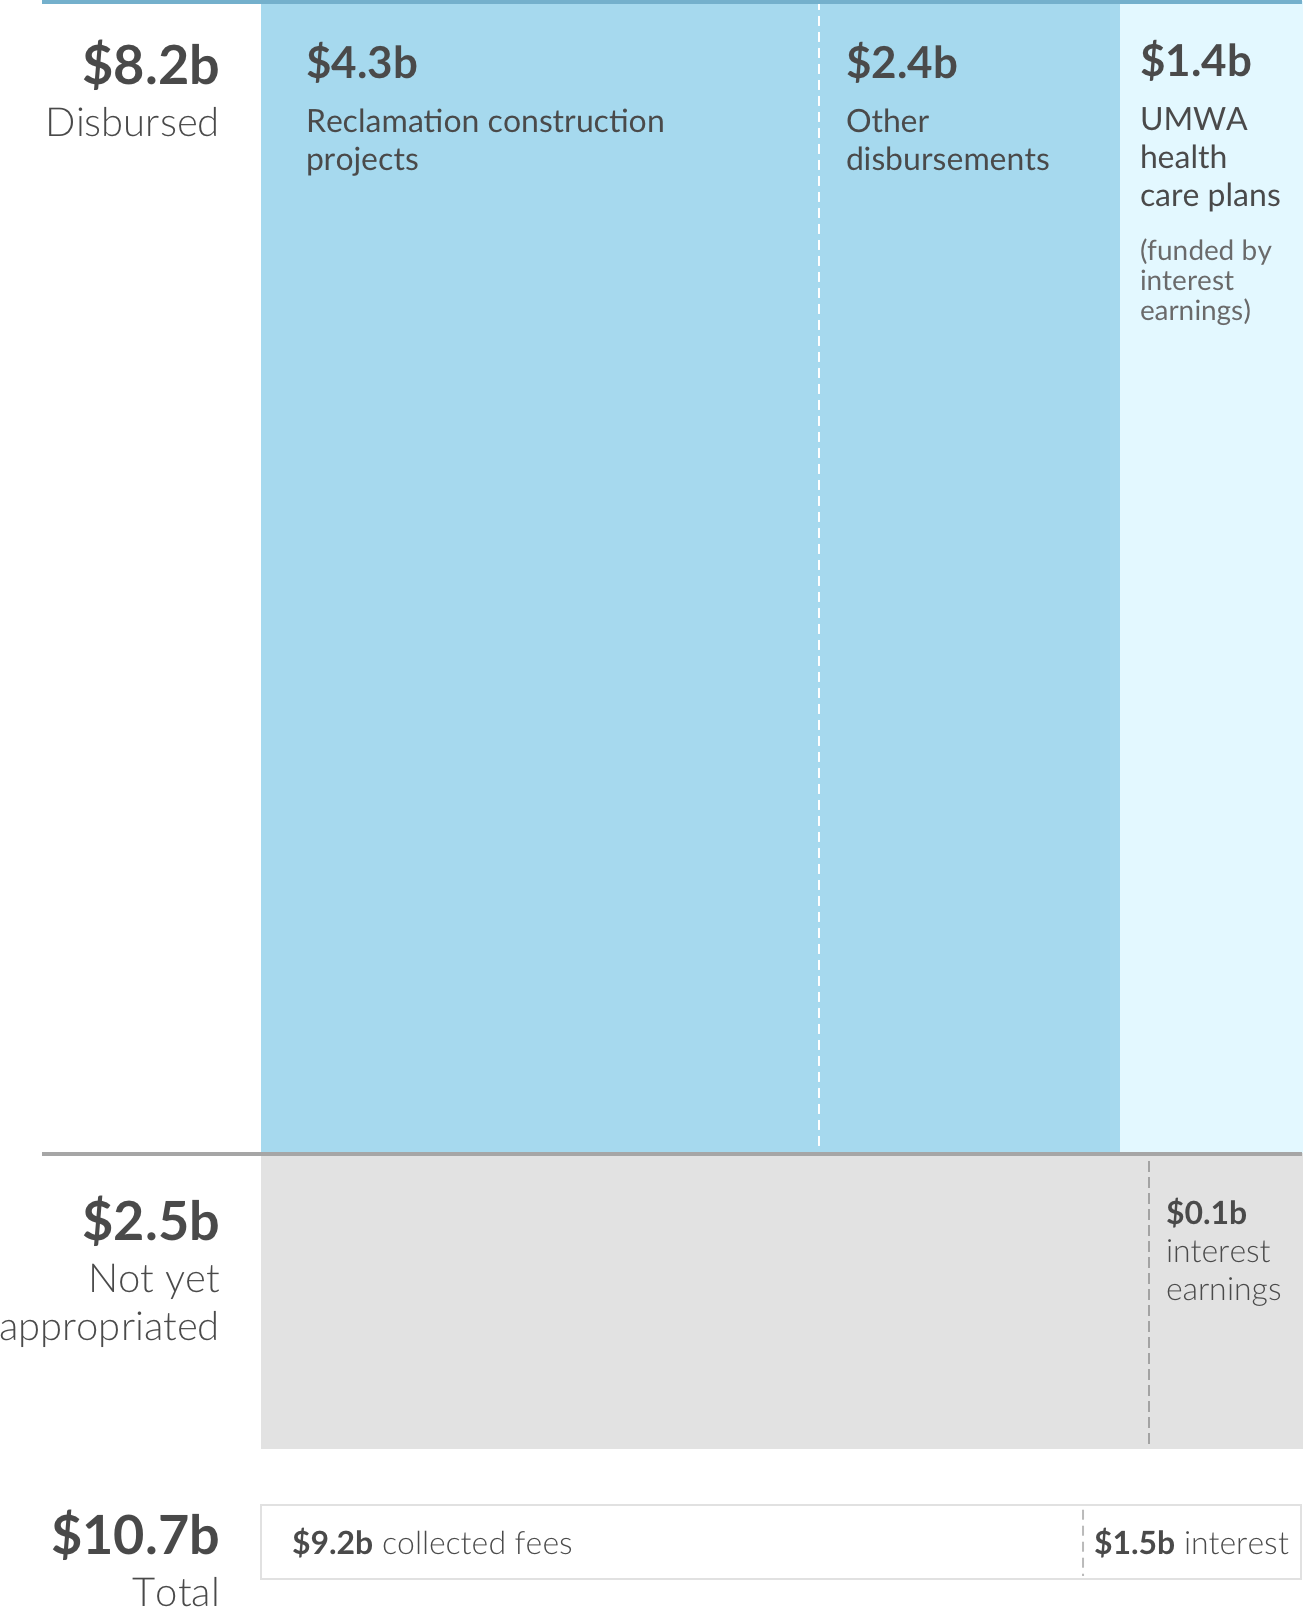 $8.2b
Disbursed
$4.3b
Reclamation construction
projects
$2.4b
Other
disbursements
$1.4b
UMWA
health
care plans
(funded by
interest
earnings)
$2.5b
Not yet
appropriated
$0.1b
interest
earnings
$10.7b
Total
$9.2b collected fees
$1.5b interest